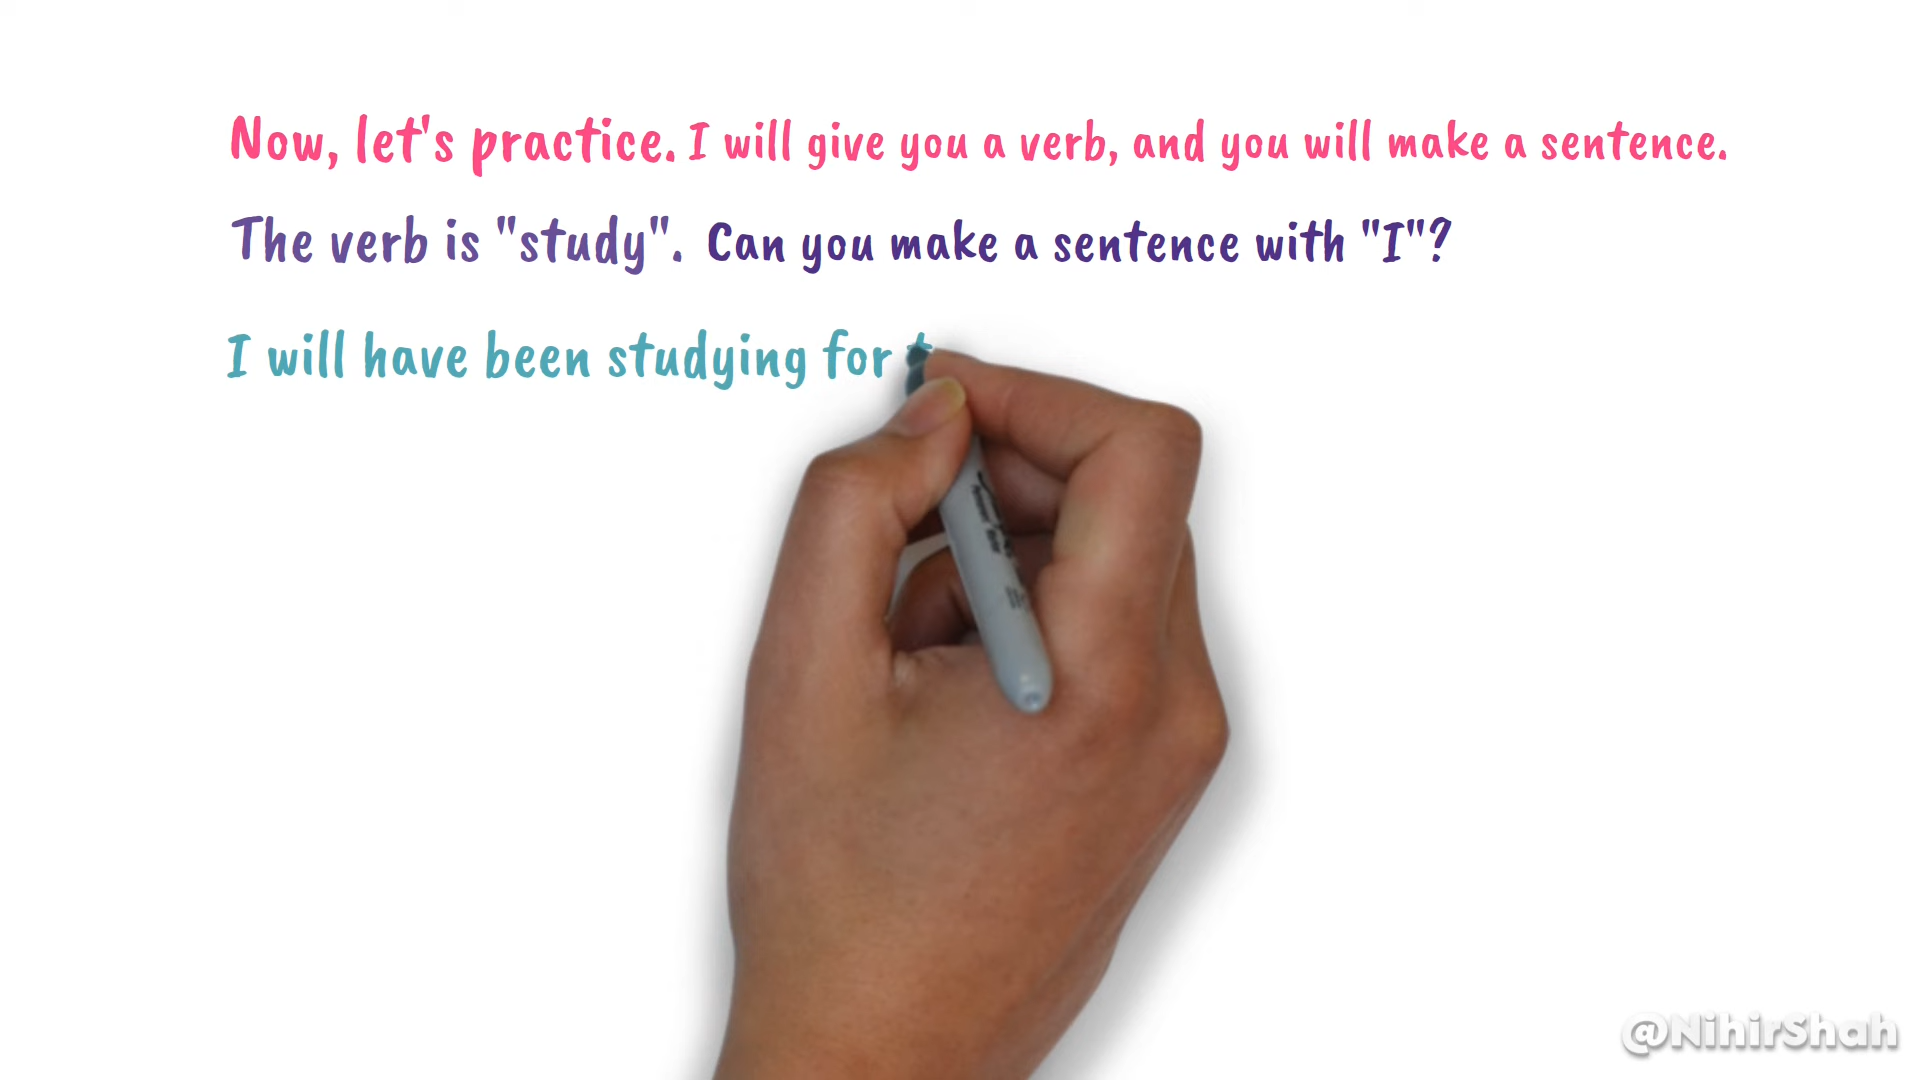 Now, let's practice. I will give you a verb, and you will make a sentence.
The verb is "study". Can you make a sentence with "I"?
I will have been studying for t
@NihirShah